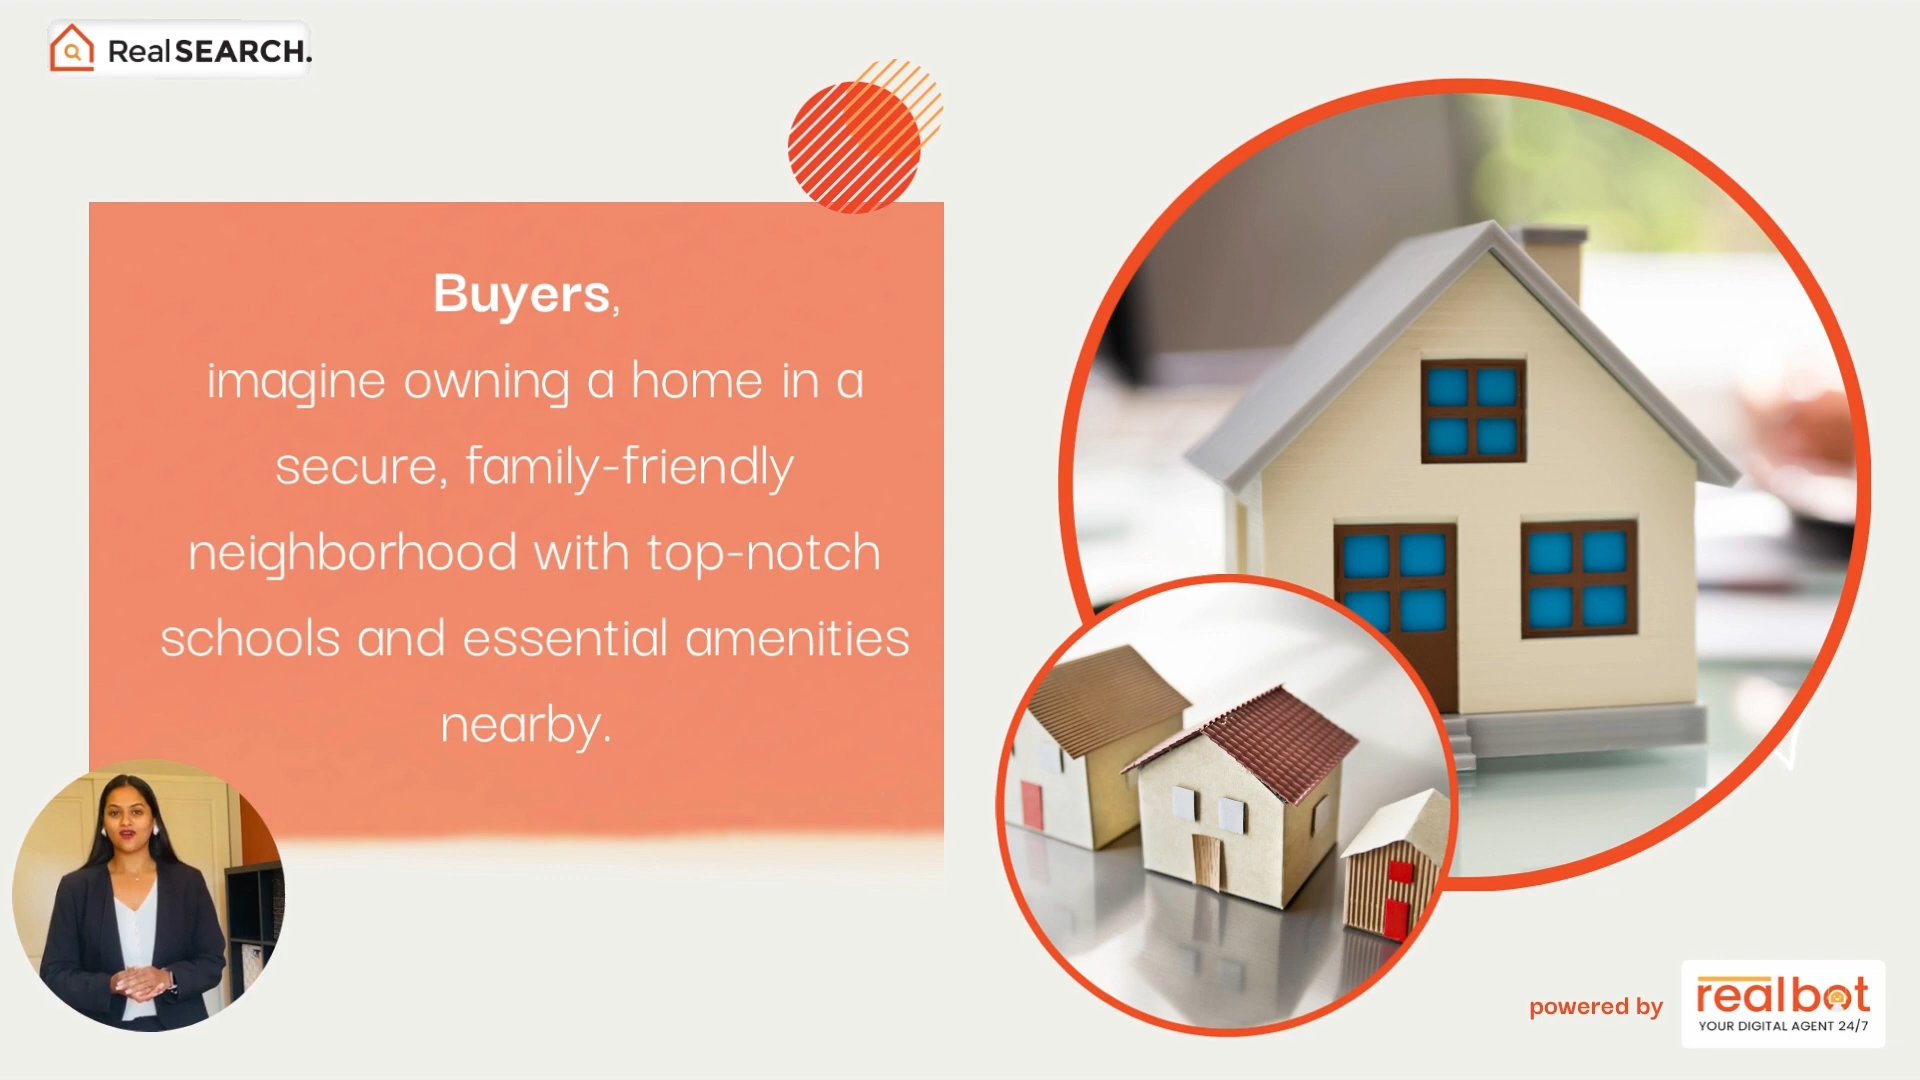 RealSEARCH.
Buyers,
imagine owning a home in a
secure, family-friendly
neighborhood with top-notch
schools and essential amenities
nearby.
powered by
realbot
YOUR DIGITAL AGENT 24/7